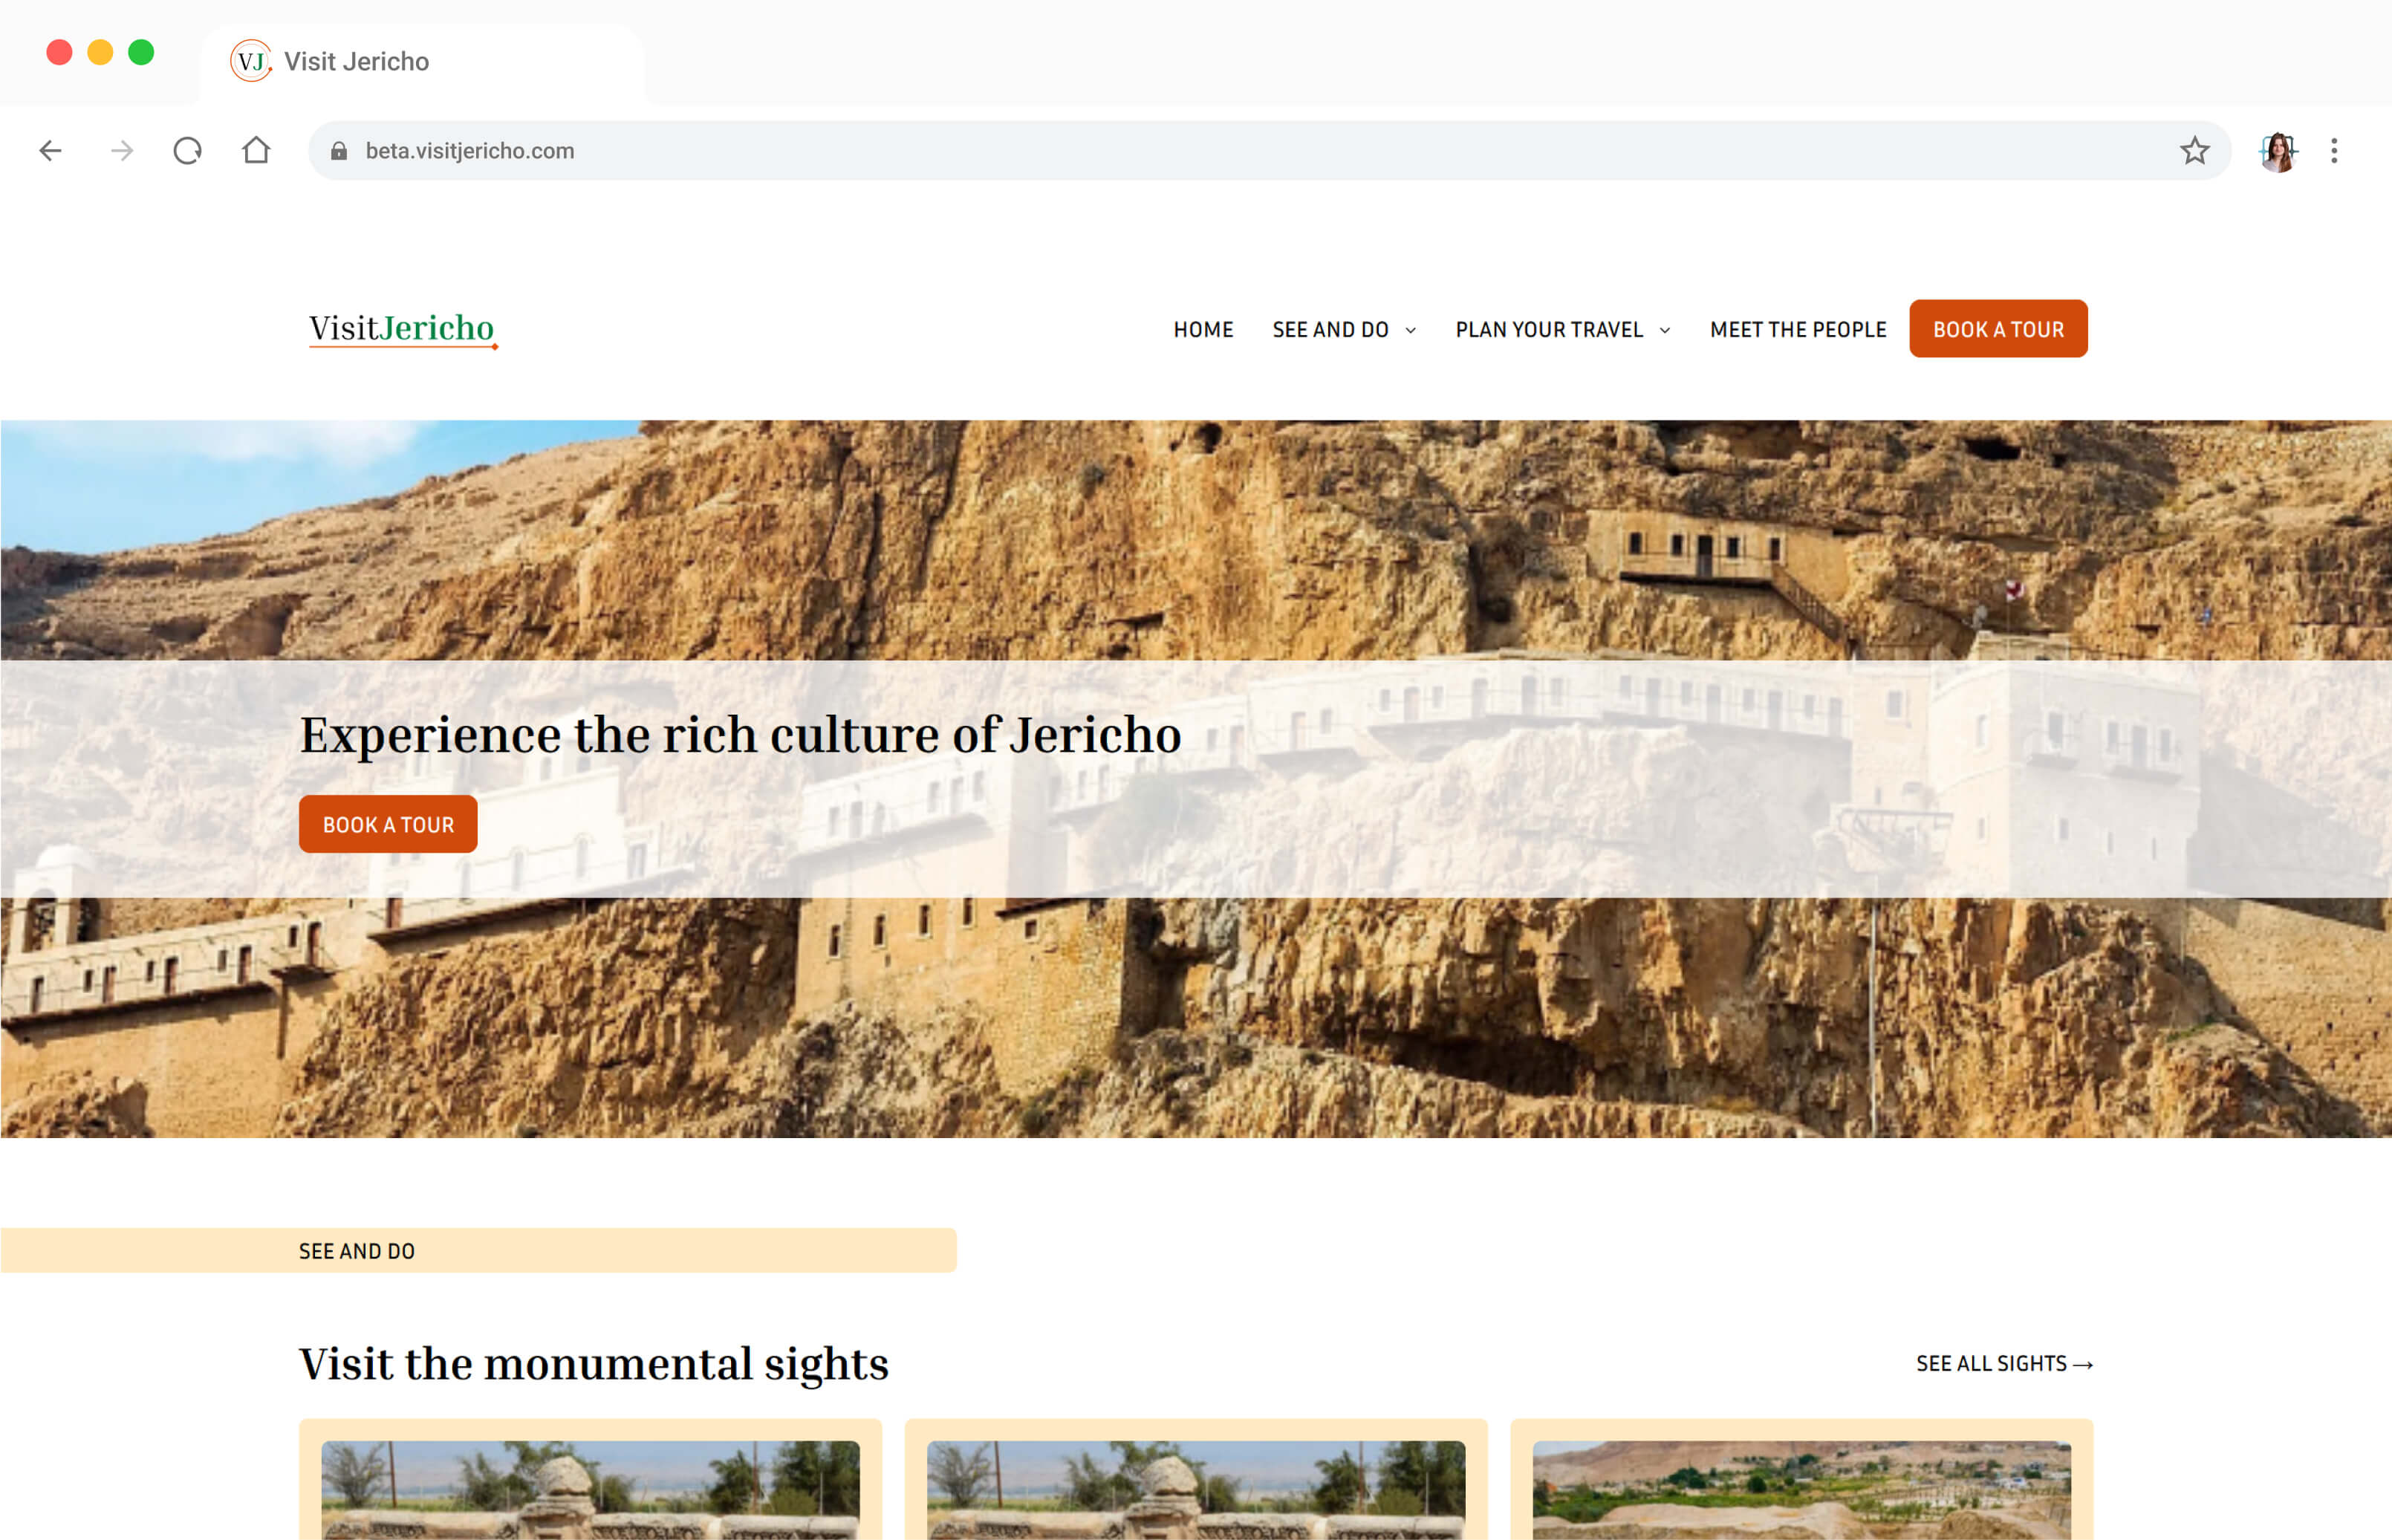 VJ Visit Jericho
beta.visitjericho.com
VisitJericho
HOME SEE AND DO PLAN YOUR TRAVEL MEET THE PEOPLE BOOK A TOUR
Experience the rich culture of Jericho
BOOK A TOUR
SEE AND DO
Visit the monumental sights
SEE ALL SIGHTS →